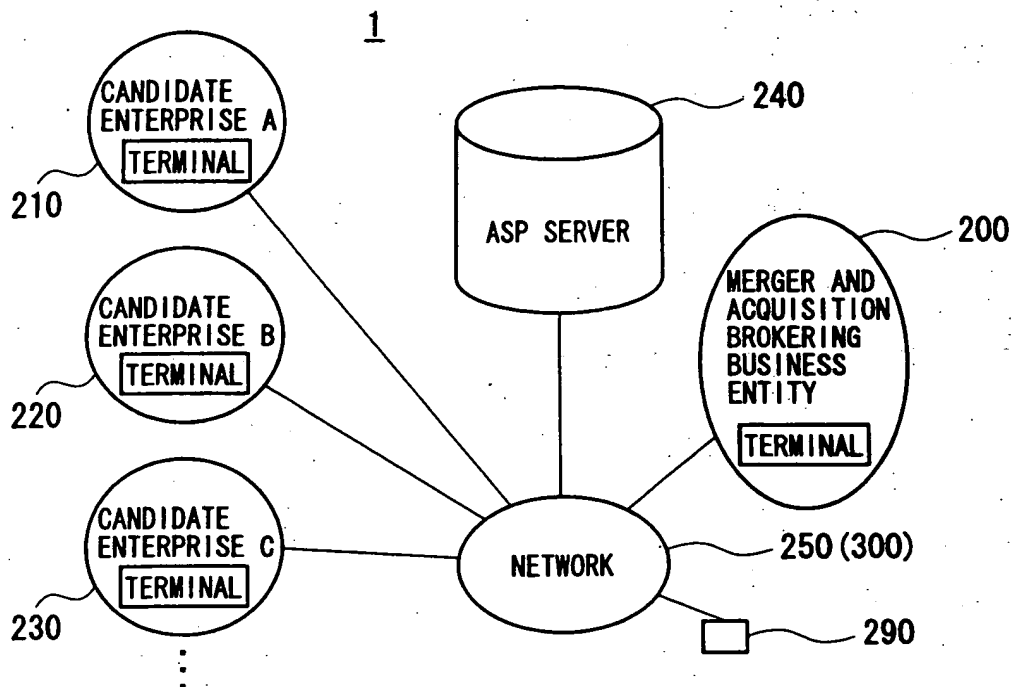 1
CANDIDATE
ENTERPRISE A
TERMINAL
210
240
ASP SERVER
200
MERGER AND
ACQUISITION
BROKERING
BUSINESS
ENTITY
TERMINAL
CANDIDATE
ENTERPRISE B
TERMINAL
220
CANDIDATE
ENTERPRISE C
TERMINAL
230
NETWORK
250(300)
290